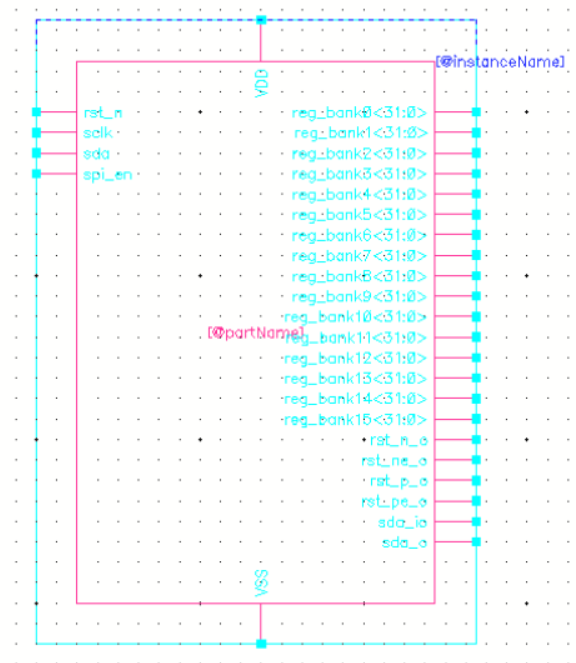 [@instanceName]
VDD
rst_n
sclk
sda
spi_en
reg_bank0<31:0>
reg_bank1<31:0>
reg_bank2<31:0>
reg_bank3<31:0>
reg_bank4<31:0>
reg_bank5<31:0>
reg_bank6<31:0>
reg_bank7<31:0>
reg_bank8<31:0>
reg_bank9<31:0>
reg_bank10<31:0>
[@partName]
reg_bank11<31:0>
reg_bank12<31:0>
reg_bank13<31:0>
reg_bank14<31:0>
reg_bank15<31:0>
rst_n_o
rst_ne_o
rst_p_o
rst_pe_o
sda_io
sda_o
VSS